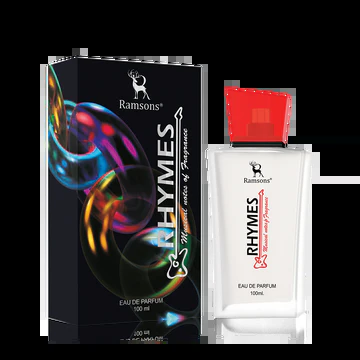 Ramsons®
RHYMES
Musical notes of Fragrance
EAU DE PARFUM
100 ml
Ramsons®
RHYMES
Musical notes of Fragrance
EAU DE PARFUM
100ml.